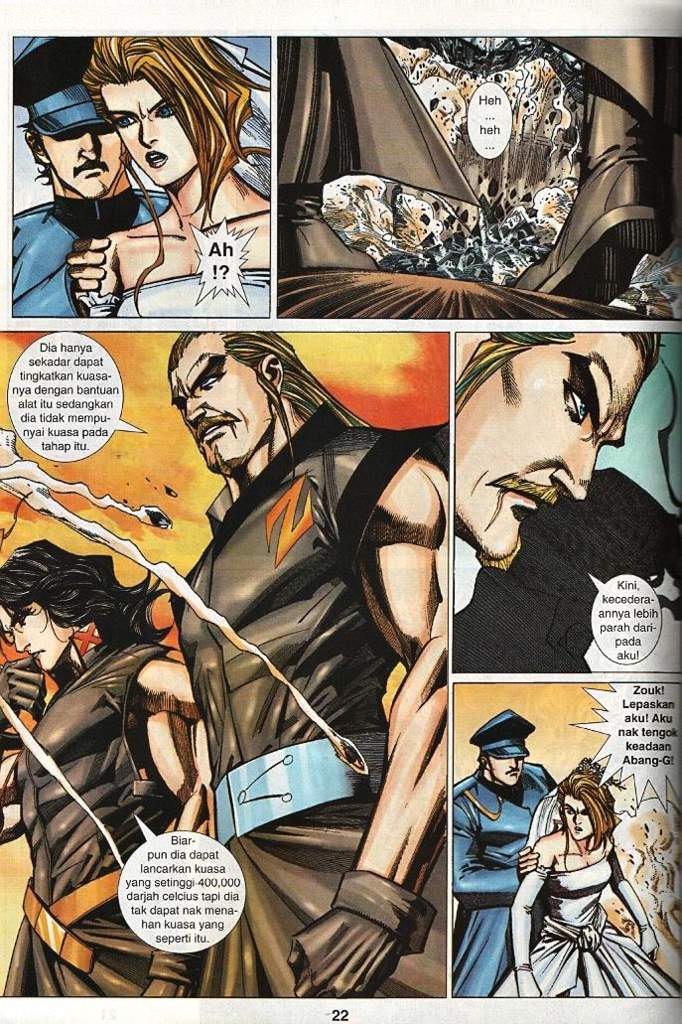 Ah
!?
Heh
...
heh
...
Dia hanya
sekadar dapat
tingkatkan kuasa-
nya dengan bantuan
alat itu sedangkan
dia tidak mempu-
nyai kuasa pada
tahap itu.
Biar-
pun dia dapat
lancarkan kuasa
yang setinggi 400,000
darjah celcius tapi dia
tak dapat nak mena-
han kuasa yang
seperti itu.
Kini,
kecedera-
annya lebih
parah dari-
pada
aku!
Zouk!
Lepaskan
aku! Aku
nak tengok
keadaan
Abang-G!
22